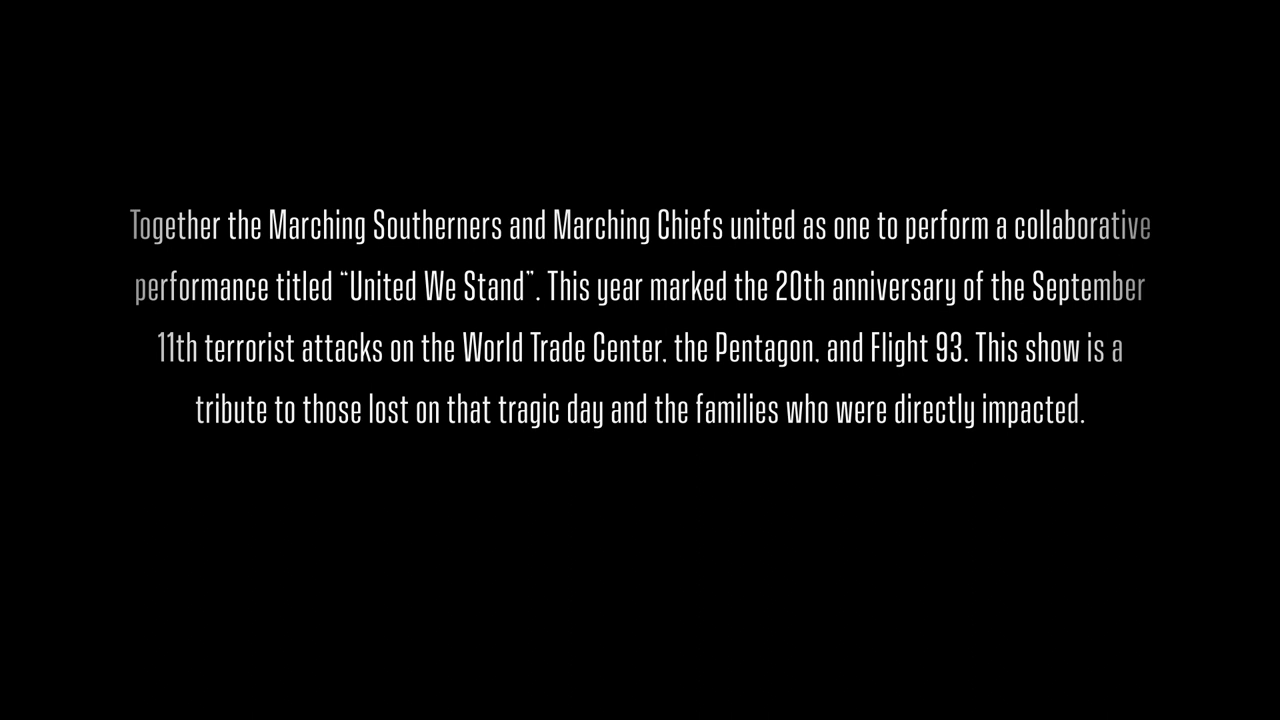 Together the Marching Southerners and Marching Chiefs united as one to perform a collaborative
performance titled “United We Stand”. This year marked the 20th anniversary of the September
11th terrorist attacks on the World Trade Center, the Pentagon, and Flight 93. This show is a
tribute to those lost on that tragic day and the families who were directly impacted.